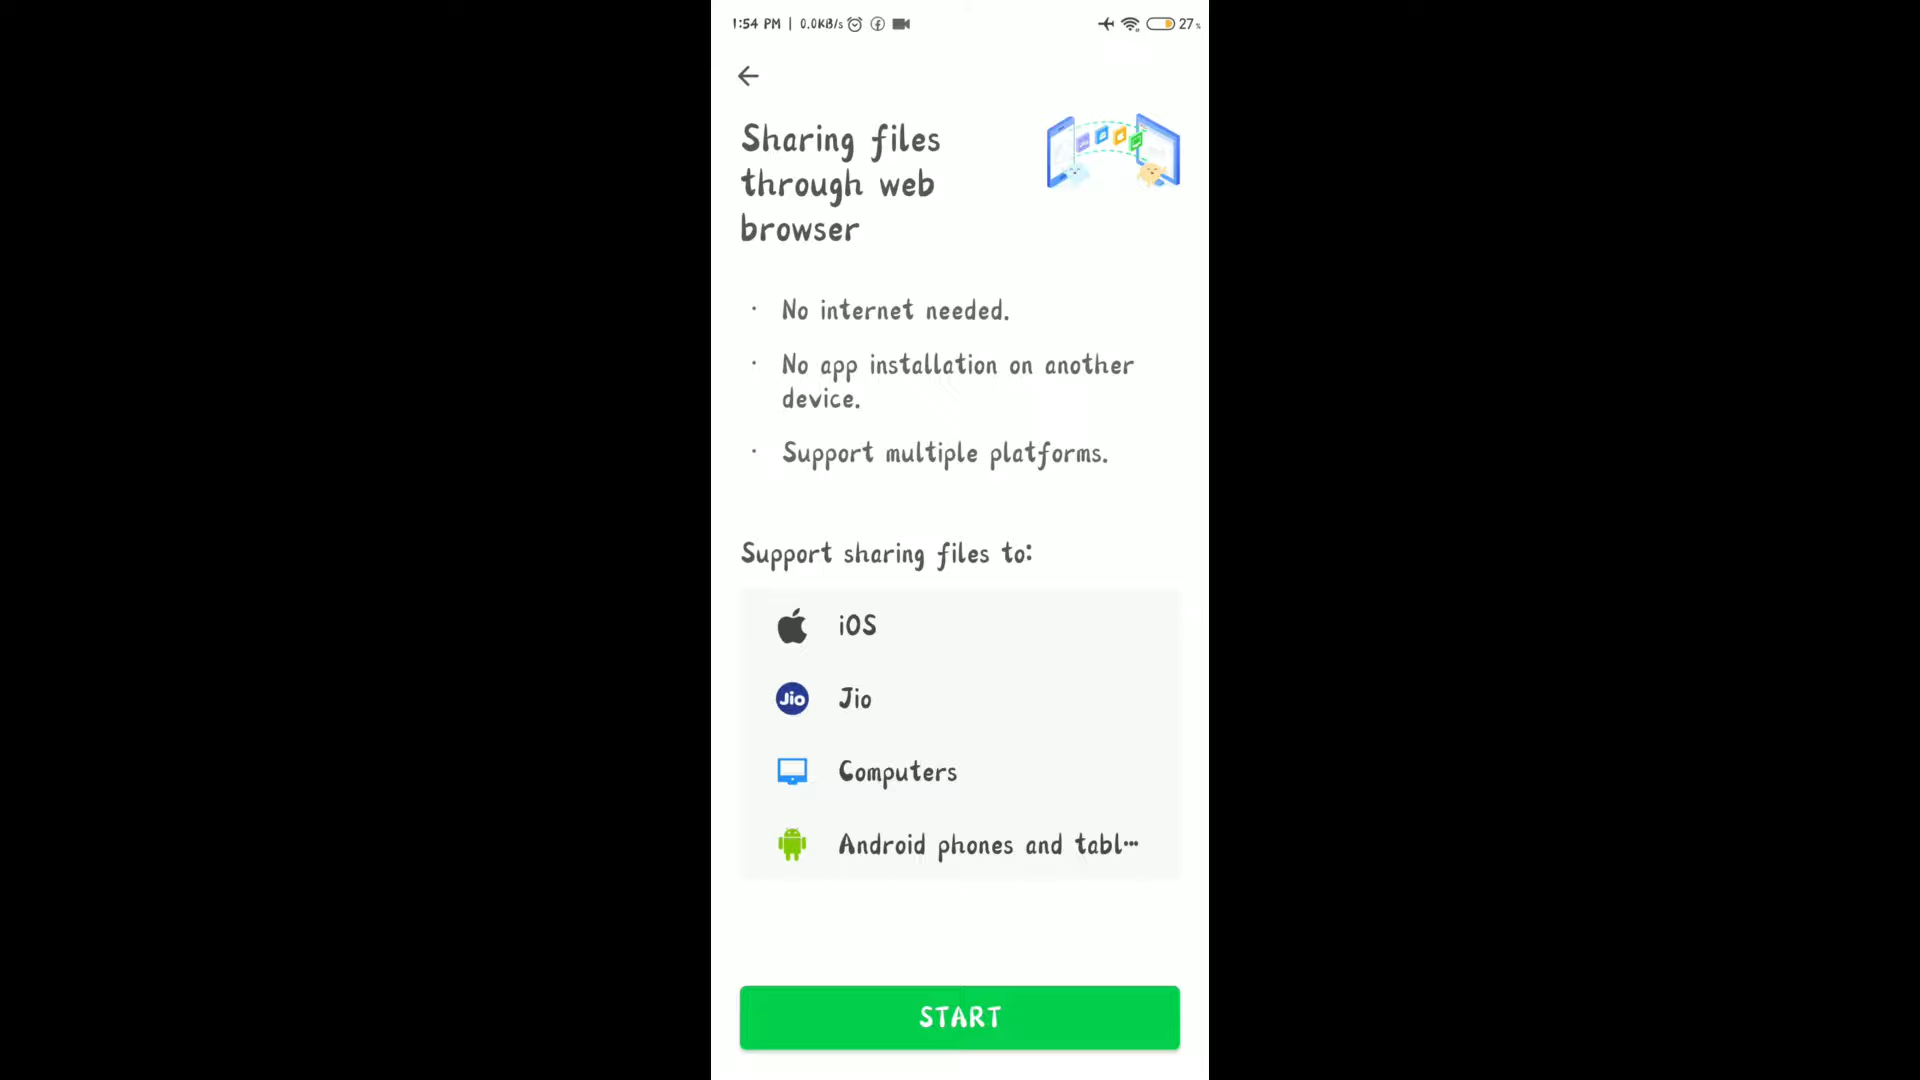 1:54 PM | 0.0KB/s 27%
Sharing files
through web
browser
· No internet needed.
· No app installation on another
device.
· Support multiple platforms.
Support sharing files to:
iOS
Jio Jio
Computers
Android phones and tabl…
START